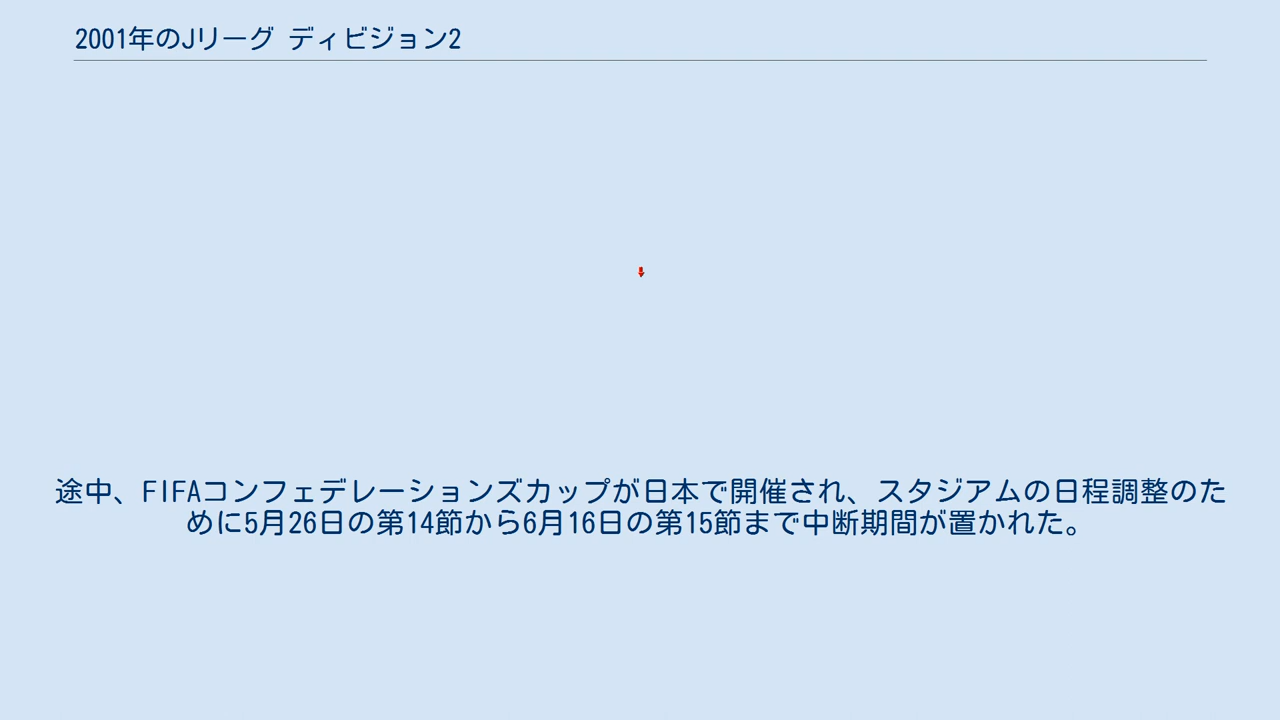 2001年のJリーグ ディビジョン2
途中、FIFAコンフェデレーションズカップが日本で開催され、スタジアムの日程調整のた
めに5月26日の第14節から6月16日の第15節まで中断期間が置かれた。